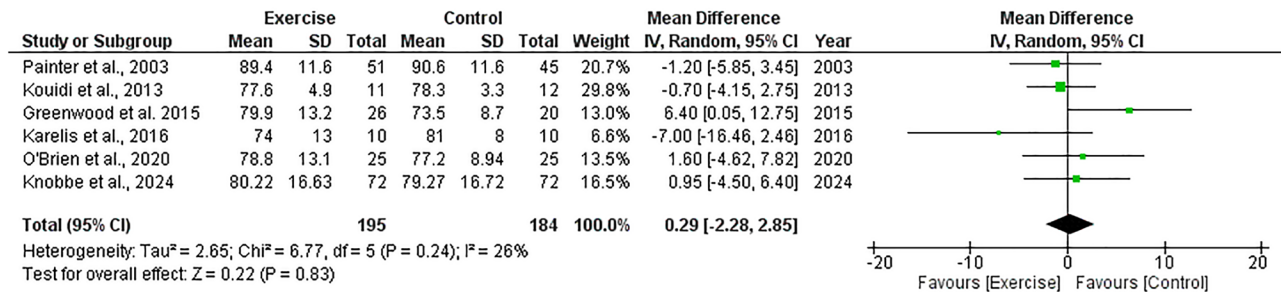 Exercise Control Mean Difference Mean Difference
Study or Subgroup Mean SD Total Mean SD Total Weight IV, Random, 95% CI Year IV, Random, 95% CI
Painter et al., 2003 89.4 11.6 51 90.6 11.6 45 20.7% -1.20 [-5.85, 3.45] 2003
Kouidi et al., 2013 77.6 4.9 11 78.3 3.3 12 29.8% -0.70 [-4.15, 2.75] 2013
Greenwood et al. 2015 79.9 13.2 26 73.5 8.7 20 13.0% 6.40 [0.05, 12.75] 2015
Karelis et al., 2016 74 13 10 81 8 10 6.6% -7.00 [-16.46, 2.46] 2016
O'Brien et al., 2020 78.8 13.1 25 77.2 8.94 25 13.5% 1.60 [-4.62, 7.82] 2020
Knobbe et al., 2024 80.22 16.63 72 79.27 16.72 72 16.5% 0.95 [-4.50, 6.40] 2024
Total (95% CI) 195 184 100.0% 0.29 [-2.28, 2.85]
Heterogeneity: Tau² = 2.65; Chi² = 6.77, df = 5 (P = 0.24); I² = 26%
Test for overall effect: Z = 0.22 (P = 0.83)
-20 -10 0 10 20
Favours [Exercise] Favours [Control]